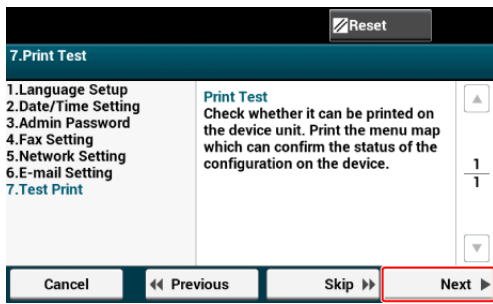 Reset
7.Print Test
1.Language Setup
2.Date/Time Setting
3.Admin Password
4.Fax Setting
5.Network Setting
6.E-mail Setting
7.Test Print
Print Test
Check whether it can be printed on
the device unit. Print the menu map
which can confirm the status of the
configuration on the device.
1
1
Cancel
Previous
Skip
Next